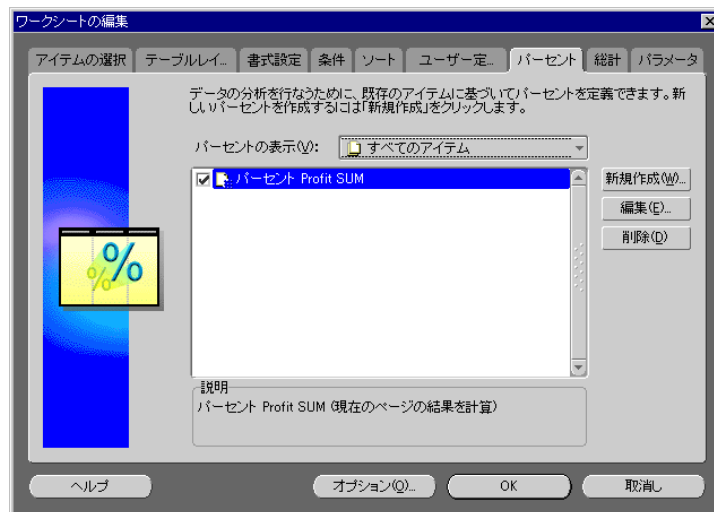 ワークシートの編集
アイテムの選択 テーブルレイ... 書式設定 条件 ソート ユーザー定... パーセント 総計 パラメータ
データの分析を行なうために、既存のアイテムに基づいてパーセントを定義できます。新
しいパーセントを作成するには「新規作成」をクリックします。
パーセントの表示(V): すべてのアイテム
パーセント Profit SUM
新規作成(W)...
編集(E)...
削除(D)
%
%
説明
パーセント Profit SUM (現在のページの結果を計算)
ヘルプ オプション(O)... OK 取消し